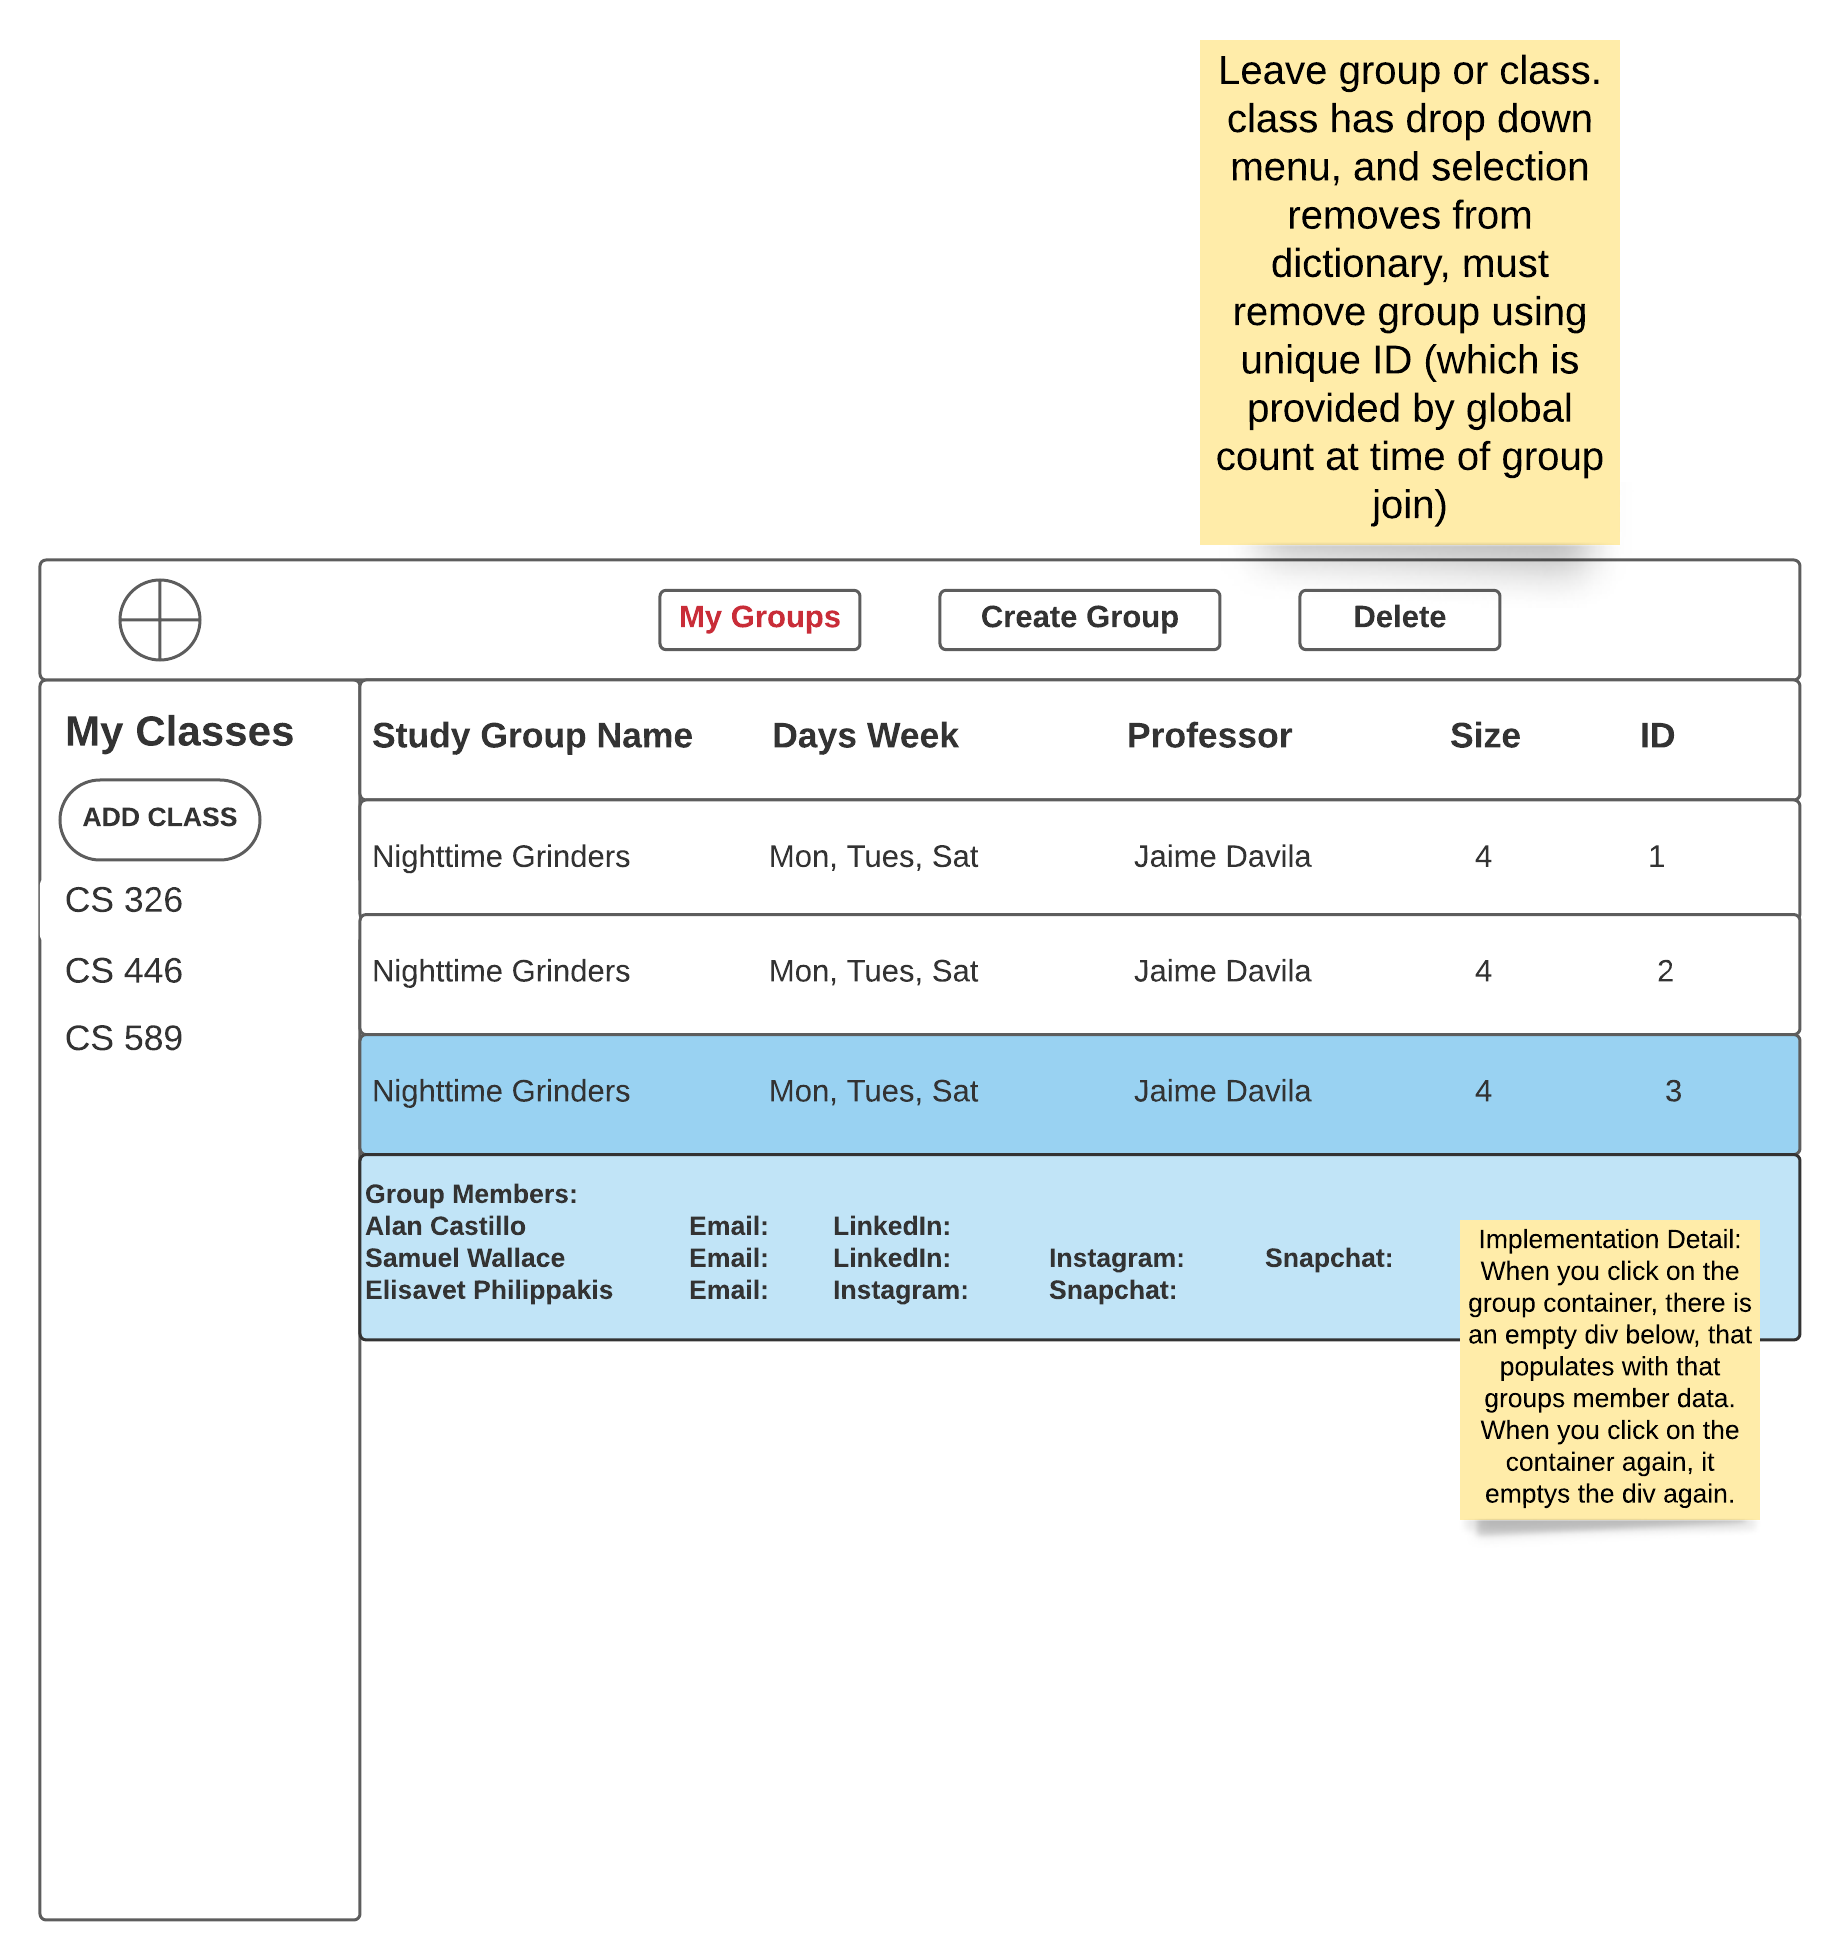 Leave group or class.
class has drop down
menu, and selection
removes from
dictionary, must
remove group using
unique ID (which is
provided by global
count at time of group
join)
My Groups Create Group Delete
My Classes
ADD CLASS
CS 326
CS 446
CS 589
Study Group Name Days Week Professor Size ID
Nighttime Grinders Mon, Tues, Sat Jaime Davila 4 1
Nighttime Grinders Mon, Tues, Sat Jaime Davila 4 2
Nighttime Grinders Mon, Tues, Sat Jaime Davila 4 3
Group Members:
Alan Castillo Email: LinkedIn:
Samuel Wallace Email: LinkedIn: Instagram: Snapchat:
Elisavet Philippakis Email: Instagram: Snapchat:
Implementation Detail:
When you click on the
group container, there is
an empty div below, that
populates with that
groups member data.
When you click on the
container again, it
emptys the div again.